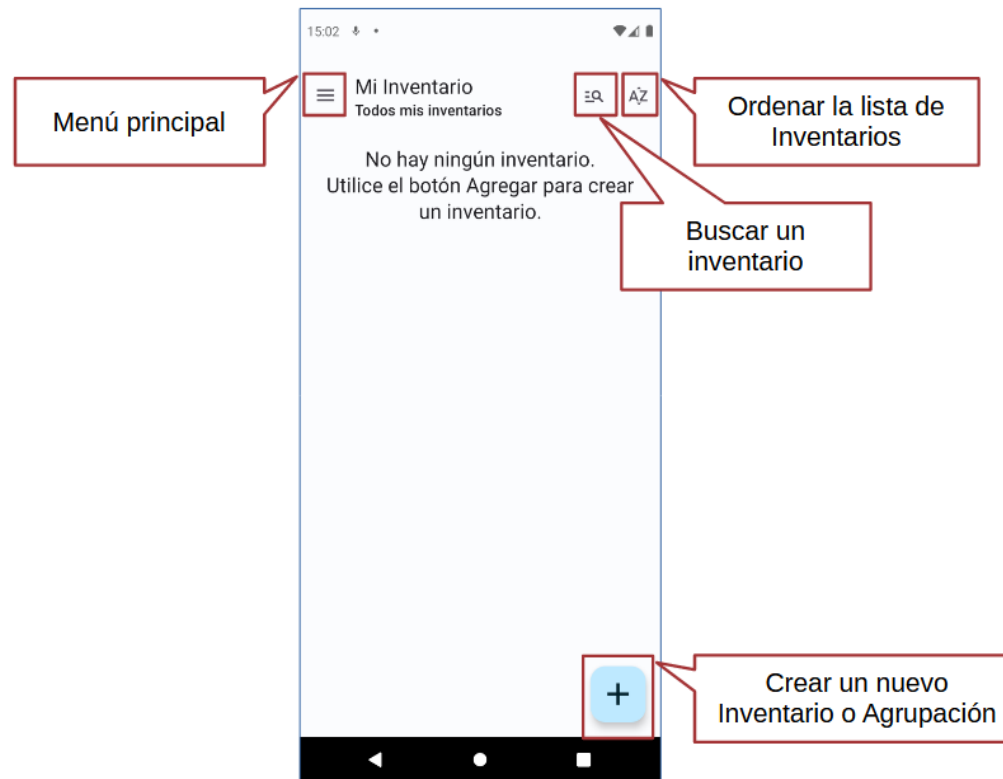 15:02
Mi Inventario
Todos mis inventarios
AZ
Menú principal
Ordenar la lista de
Inventarios
No hay ningún inventario.
Utilice el botón Agregar para crear
un inventario.
Buscar un
inventario
Crear un nuevo
Inventario o Agrupación